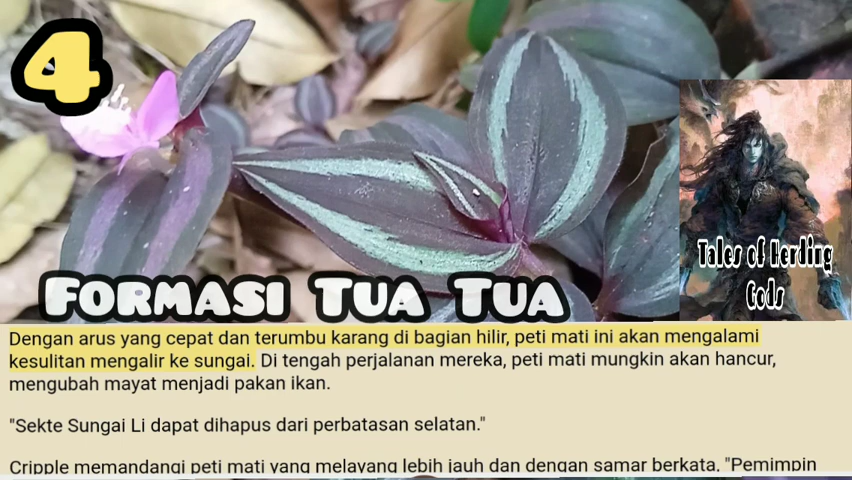 4
Tales of Herding
Gods
FORMASI TUA TUA
Dengan arus yang cepat dan terumbu karang di bagian hilir, peti mati ini akan mengalami
kesulitan mengalir ke sungai. Di tengah perjalanan mereka, peti mati mungkin akan hancur,
mengubah mayat menjadi pakan ikan.
"Sekte Sungai Li dapat dihapus dari perbatasan selatan."
Cripple memandangi peti mati yang melayang lebih jauh dan dengan samar berkata, "Pemimpin